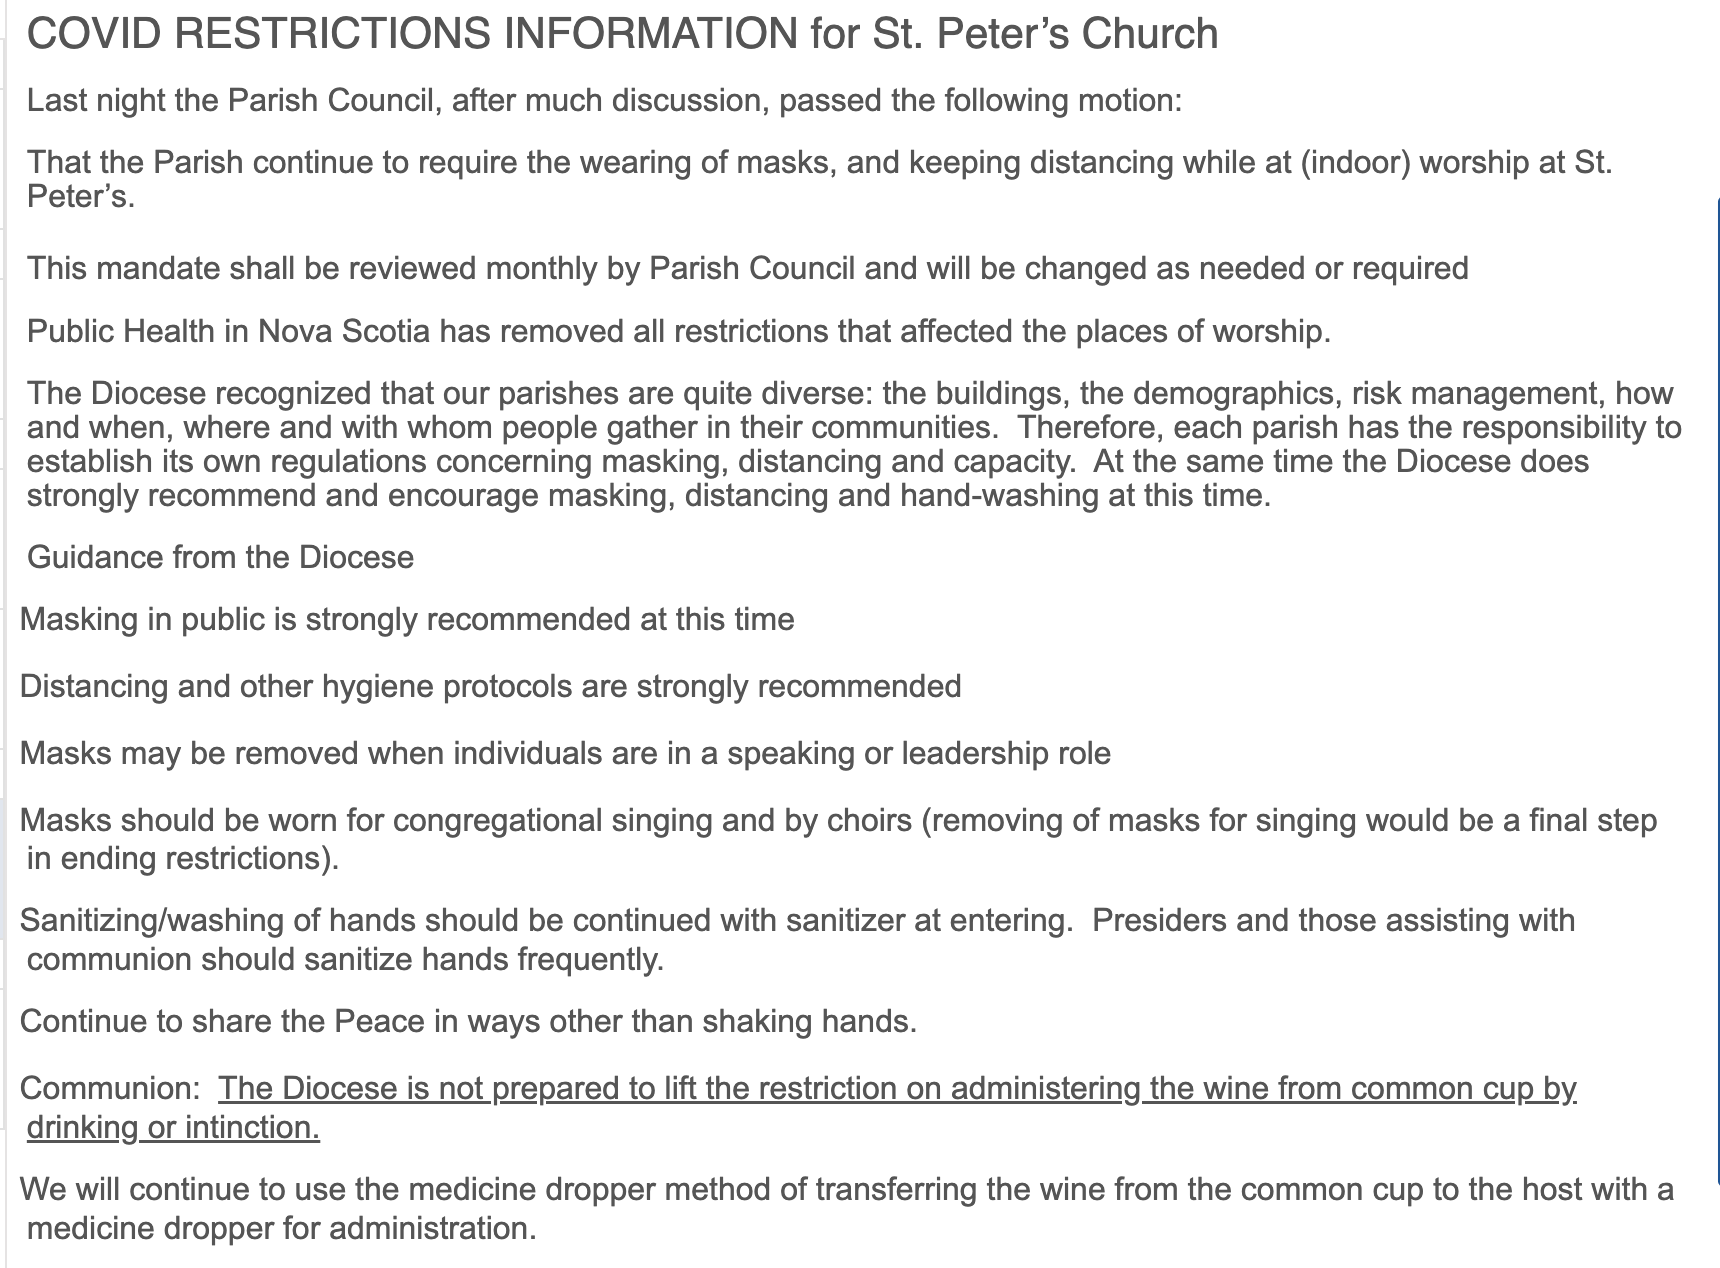 COVID RESTRICTIONS INFORMATION for St. Peter’s Church
Last night the Parish Council, after much discussion, passed the following motion:
That the Parish continue to require the wearing of masks, and keeping distancing while at (indoor) worship at St.
Peter’s.
This mandate shall be reviewed monthly by Parish Council and will be changed as needed or required
Public Health in Nova Scotia has removed all restrictions that affected the places of worship.
The Diocese recognized that our parishes are quite diverse: the buildings, the demographics, risk management, how
and when, where and with whom people gather in their communities.  Therefore, each parish has the responsibility to
establish its own regulations concerning masking, distancing and capacity.  At the same time the Diocese does
strongly recommend and encourage masking, distancing and hand-washing at this time.
Guidance from the Diocese
Masking in public is strongly recommended at this time
Distancing and other hygiene protocols are strongly recommended
Masks may be removed when individuals are in a speaking or leadership role
Masks should be worn for congregational singing and by choirs (removing of masks for singing would be a final step
in ending restrictions).
Sanitizing/washing of hands should be continued with sanitizer at entering.  Presiders and those assisting with
communion should sanitize hands frequently.
Continue to share the Peace in ways other than shaking hands.
Communion:  The Diocese is not prepared to lift the restriction on administering the wine from common cup by
drinking or intinction.
We will continue to use the medicine dropper method of transferring the wine from the common cup to the host with a
medicine dropper for administration.